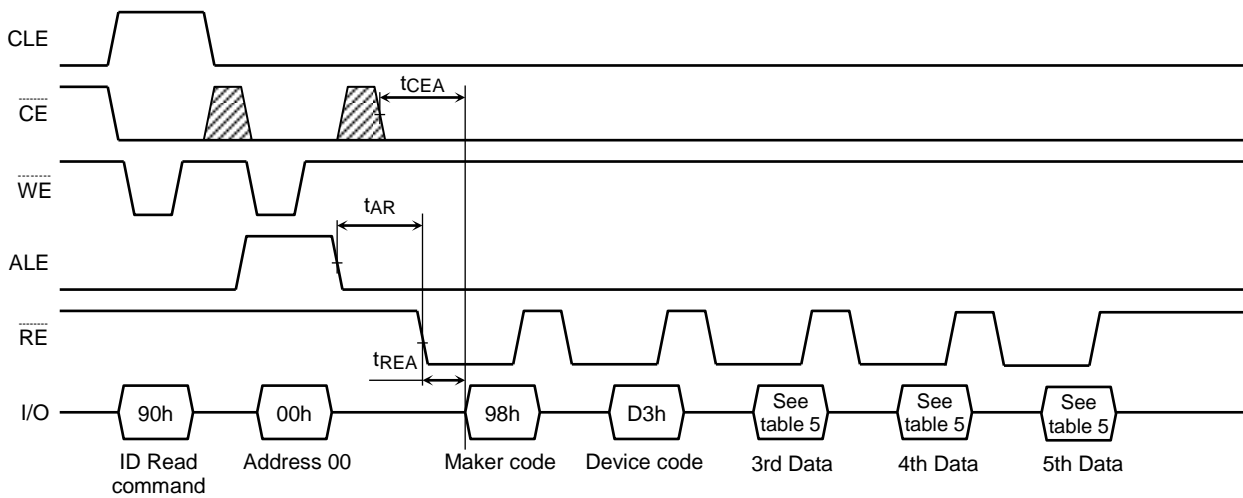 CLE
tCEA
CE
WE
tAR
ALE
RE
tREA
I/O
90h
00h
98h
D3h
See
table 5
See
table 5
See
table 5
ID Read
command
Address 00
Maker code
Device code
3rd Data
4th Data
5th Data